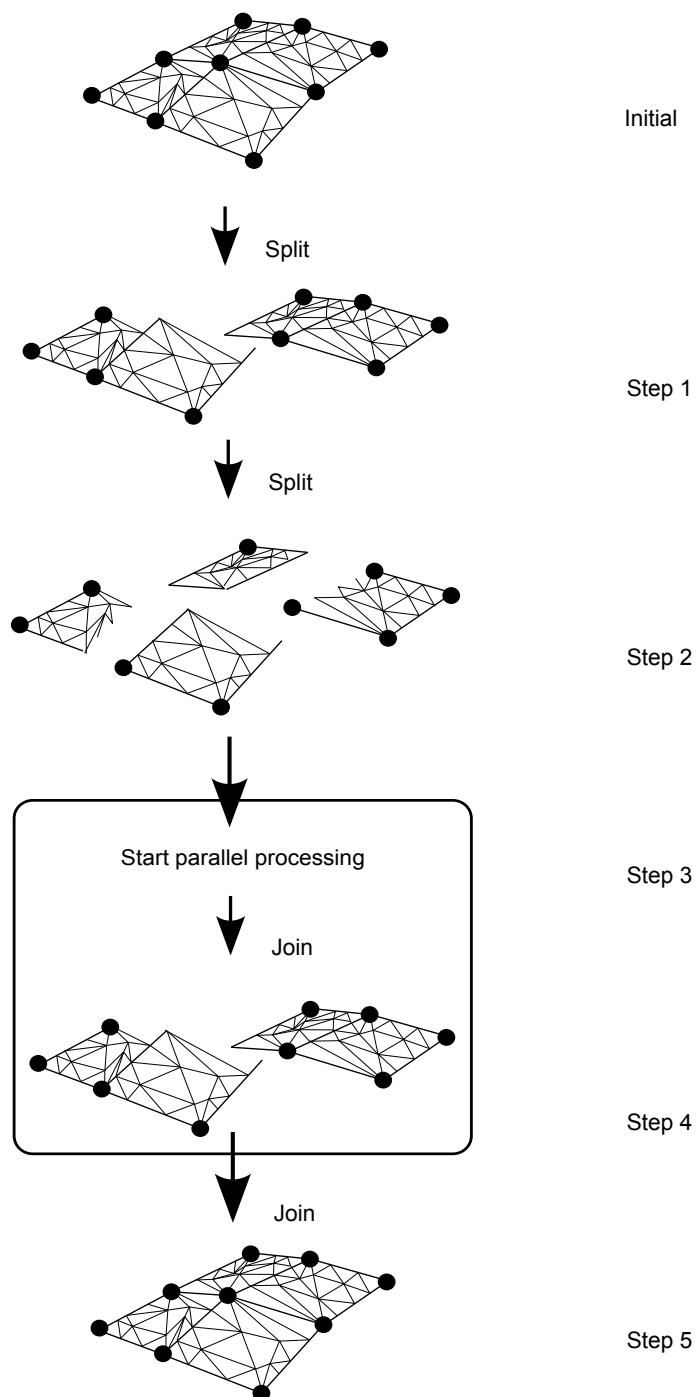 Initial
Split
Step 1
Split
Step 2
Start parallel processing
Step 3
Join
Step 4
Join
Step 5